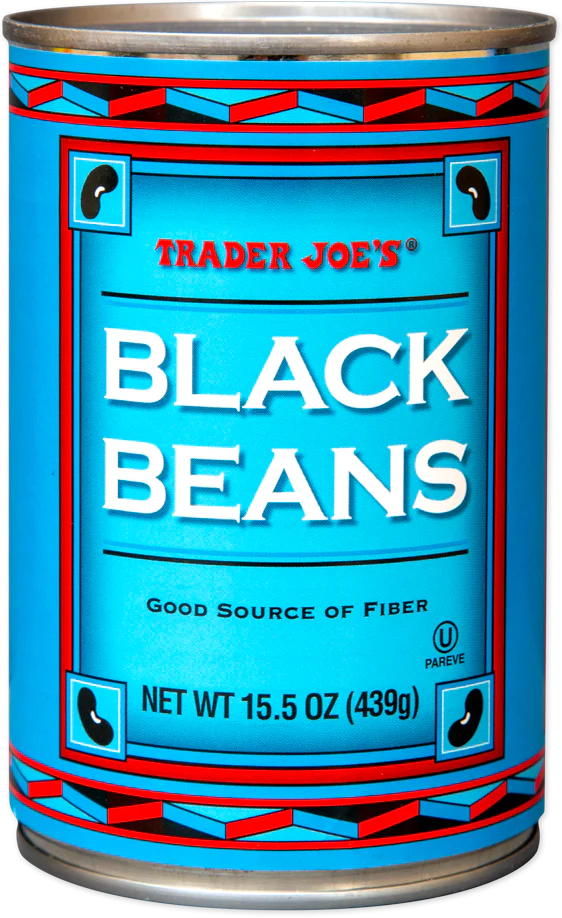 TRADER JOE'S®
BLACK
BEANS
GOOD SOURCE OF FIBER
U
PAREVE
NET WT 15.5 OZ (439g)